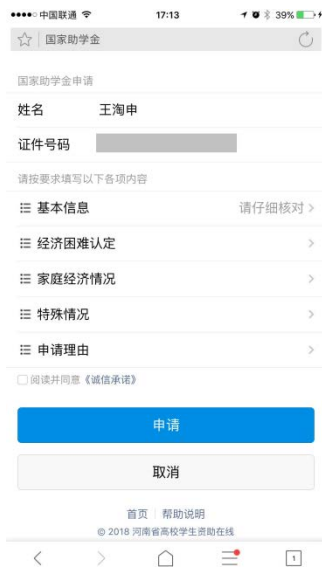 中国联通 17:13 39%
国家助学金
国家助学金申请
姓名 王淘申
证件号码
请按要求填写以下各项内容
基本信息 请仔细核对
经济困难认定
家庭经济情况
特殊情况
申请理由
阅读并同意《诚信承诺》
申请
取消
首页 帮助说明
© 2018 河南省高校学生资助在线
1